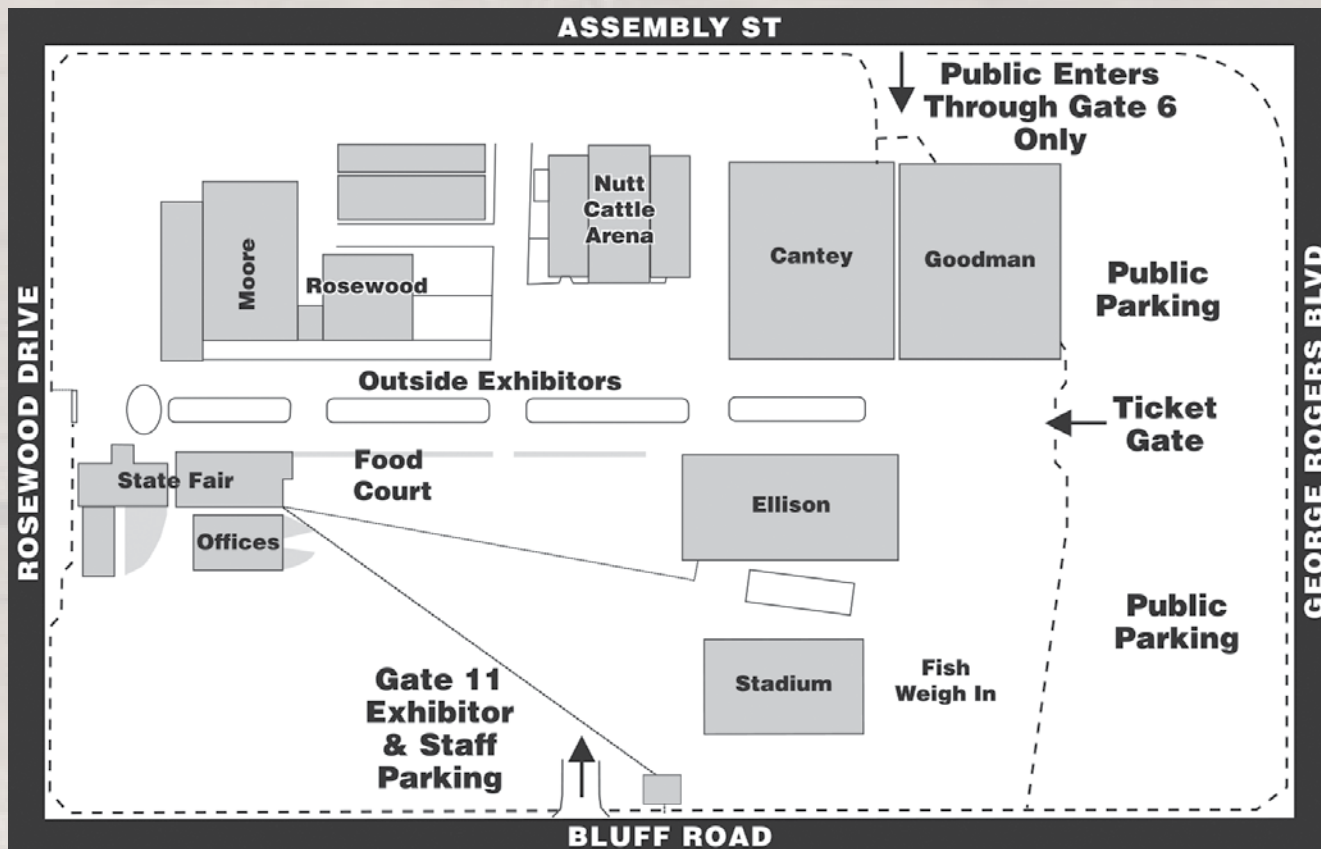 ASSEMBLY ST
Public Enters
Through Gate 6
Only
Nutt
Cattle
Arena
Moore
Rosewood
Cantey
Goodman
Public
Parking
ROSEWOOD DRIVE
GEORGE ROGERS BLVD
Outside Exhibitors
Ticket
Gate
Food
Court
State Fair
Offices
Ellison
Public
Parking
Stadium
Fish
Weigh In
Gate 11
Exhibitor
& Staff
Parking
BLUFF ROAD